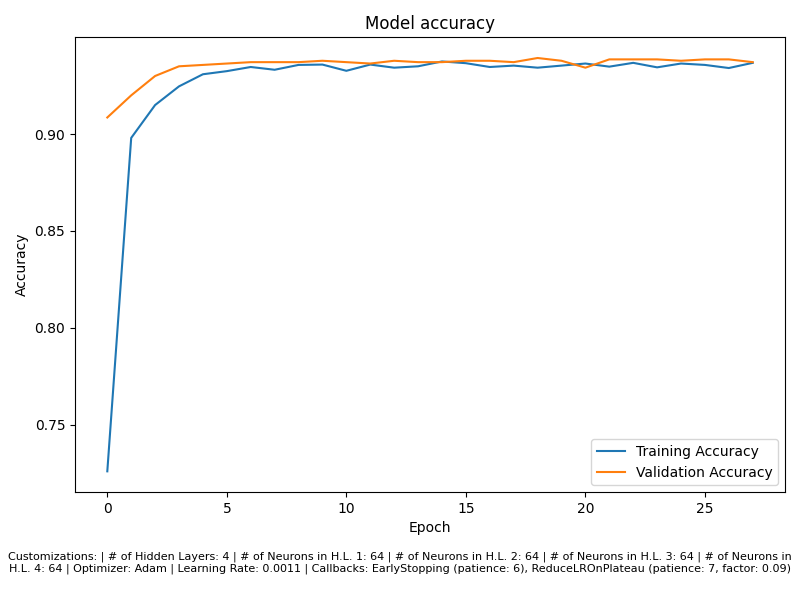 Model accuracy
0.90
0.85
0.80
0.75
Accuracy
Training Accuracy
Validation Accuracy
0 5 10 15 20 25
Epoch
Customizations: | # of Hidden Layers: 4 | # of Neurons in H.L. 1: 64 | # of Neurons in H.L. 2: 64 | # of Neurons in H.L. 3: 64 | # of Neurons in
H.L. 4: 64 | Optimizer: Adam | Learning Rate: 0.0011 | Callbacks: EarlyStopping (patience: 6), ReduceLROnPlateau (patience: 7, factor: 0.09)